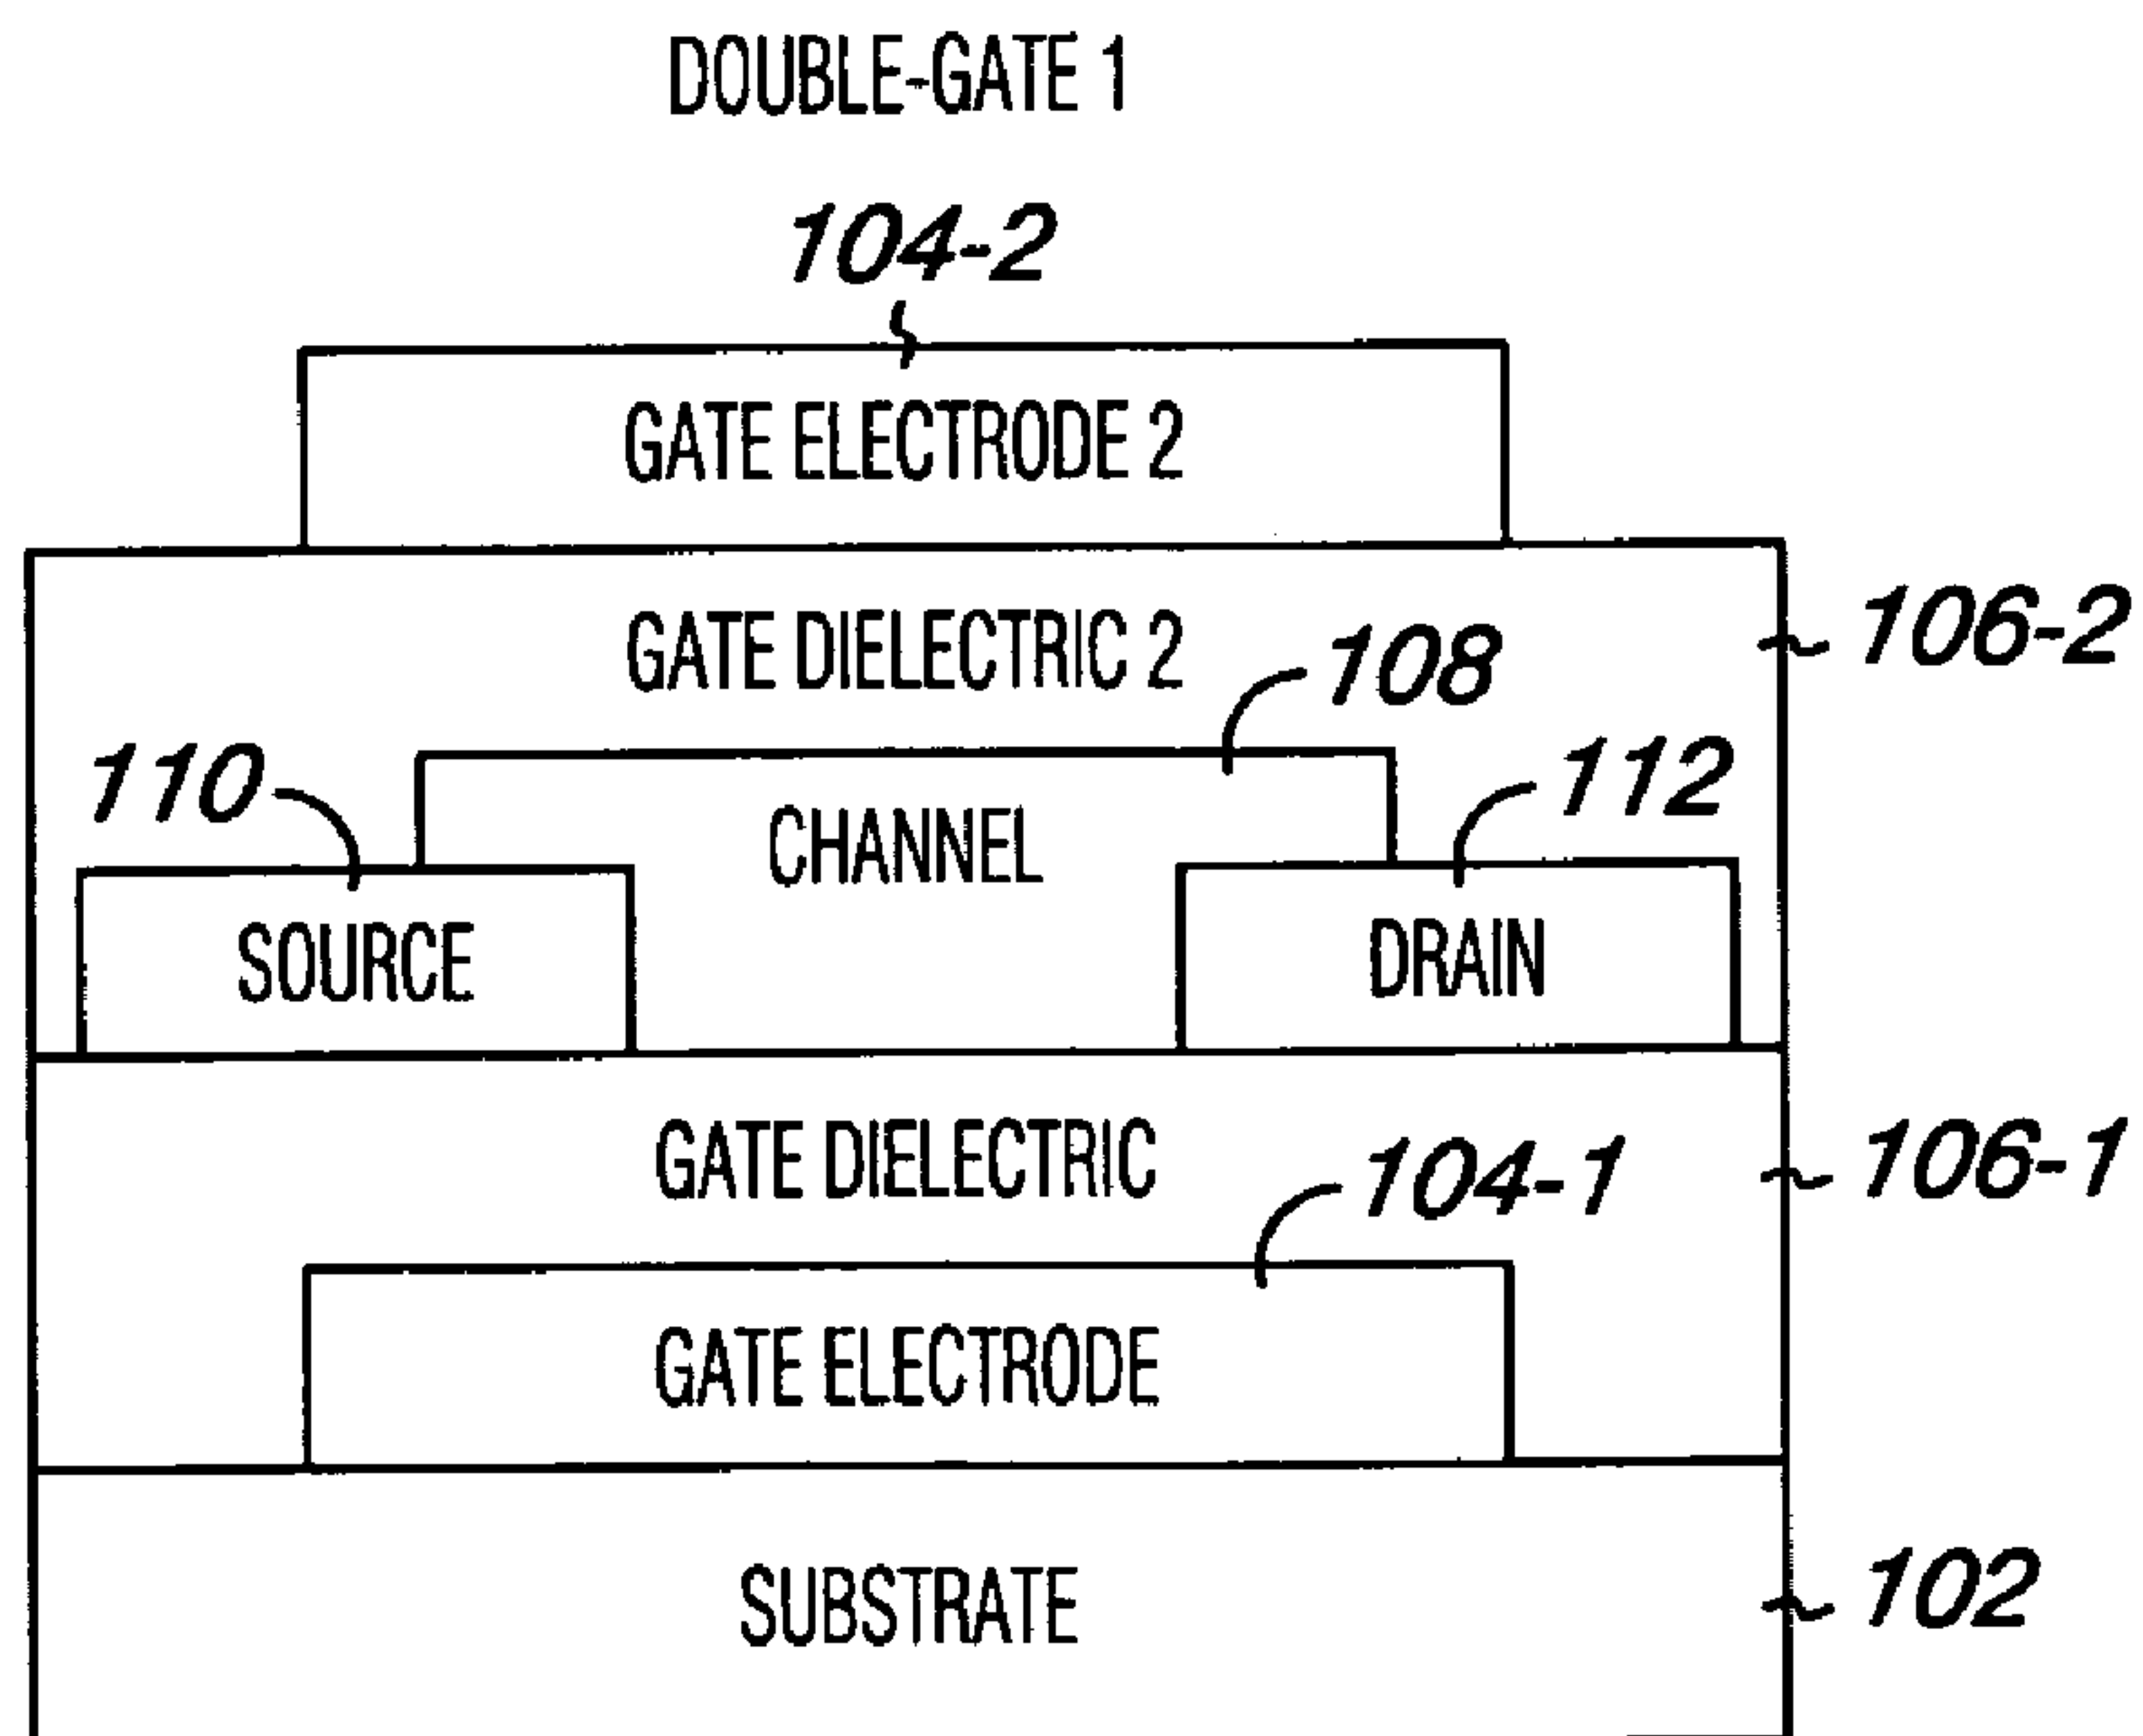 DOUBLE-GATE 1
104-2
GATE ELECTRODE 2
106-2
GATE DIELECTRIC 2
108
110
112
CHANNEL
SOURCE
DRAIN
GATE DIELECTRIC
104-1
106-1
GATE ELECTRODE
SUBSTRATE
102